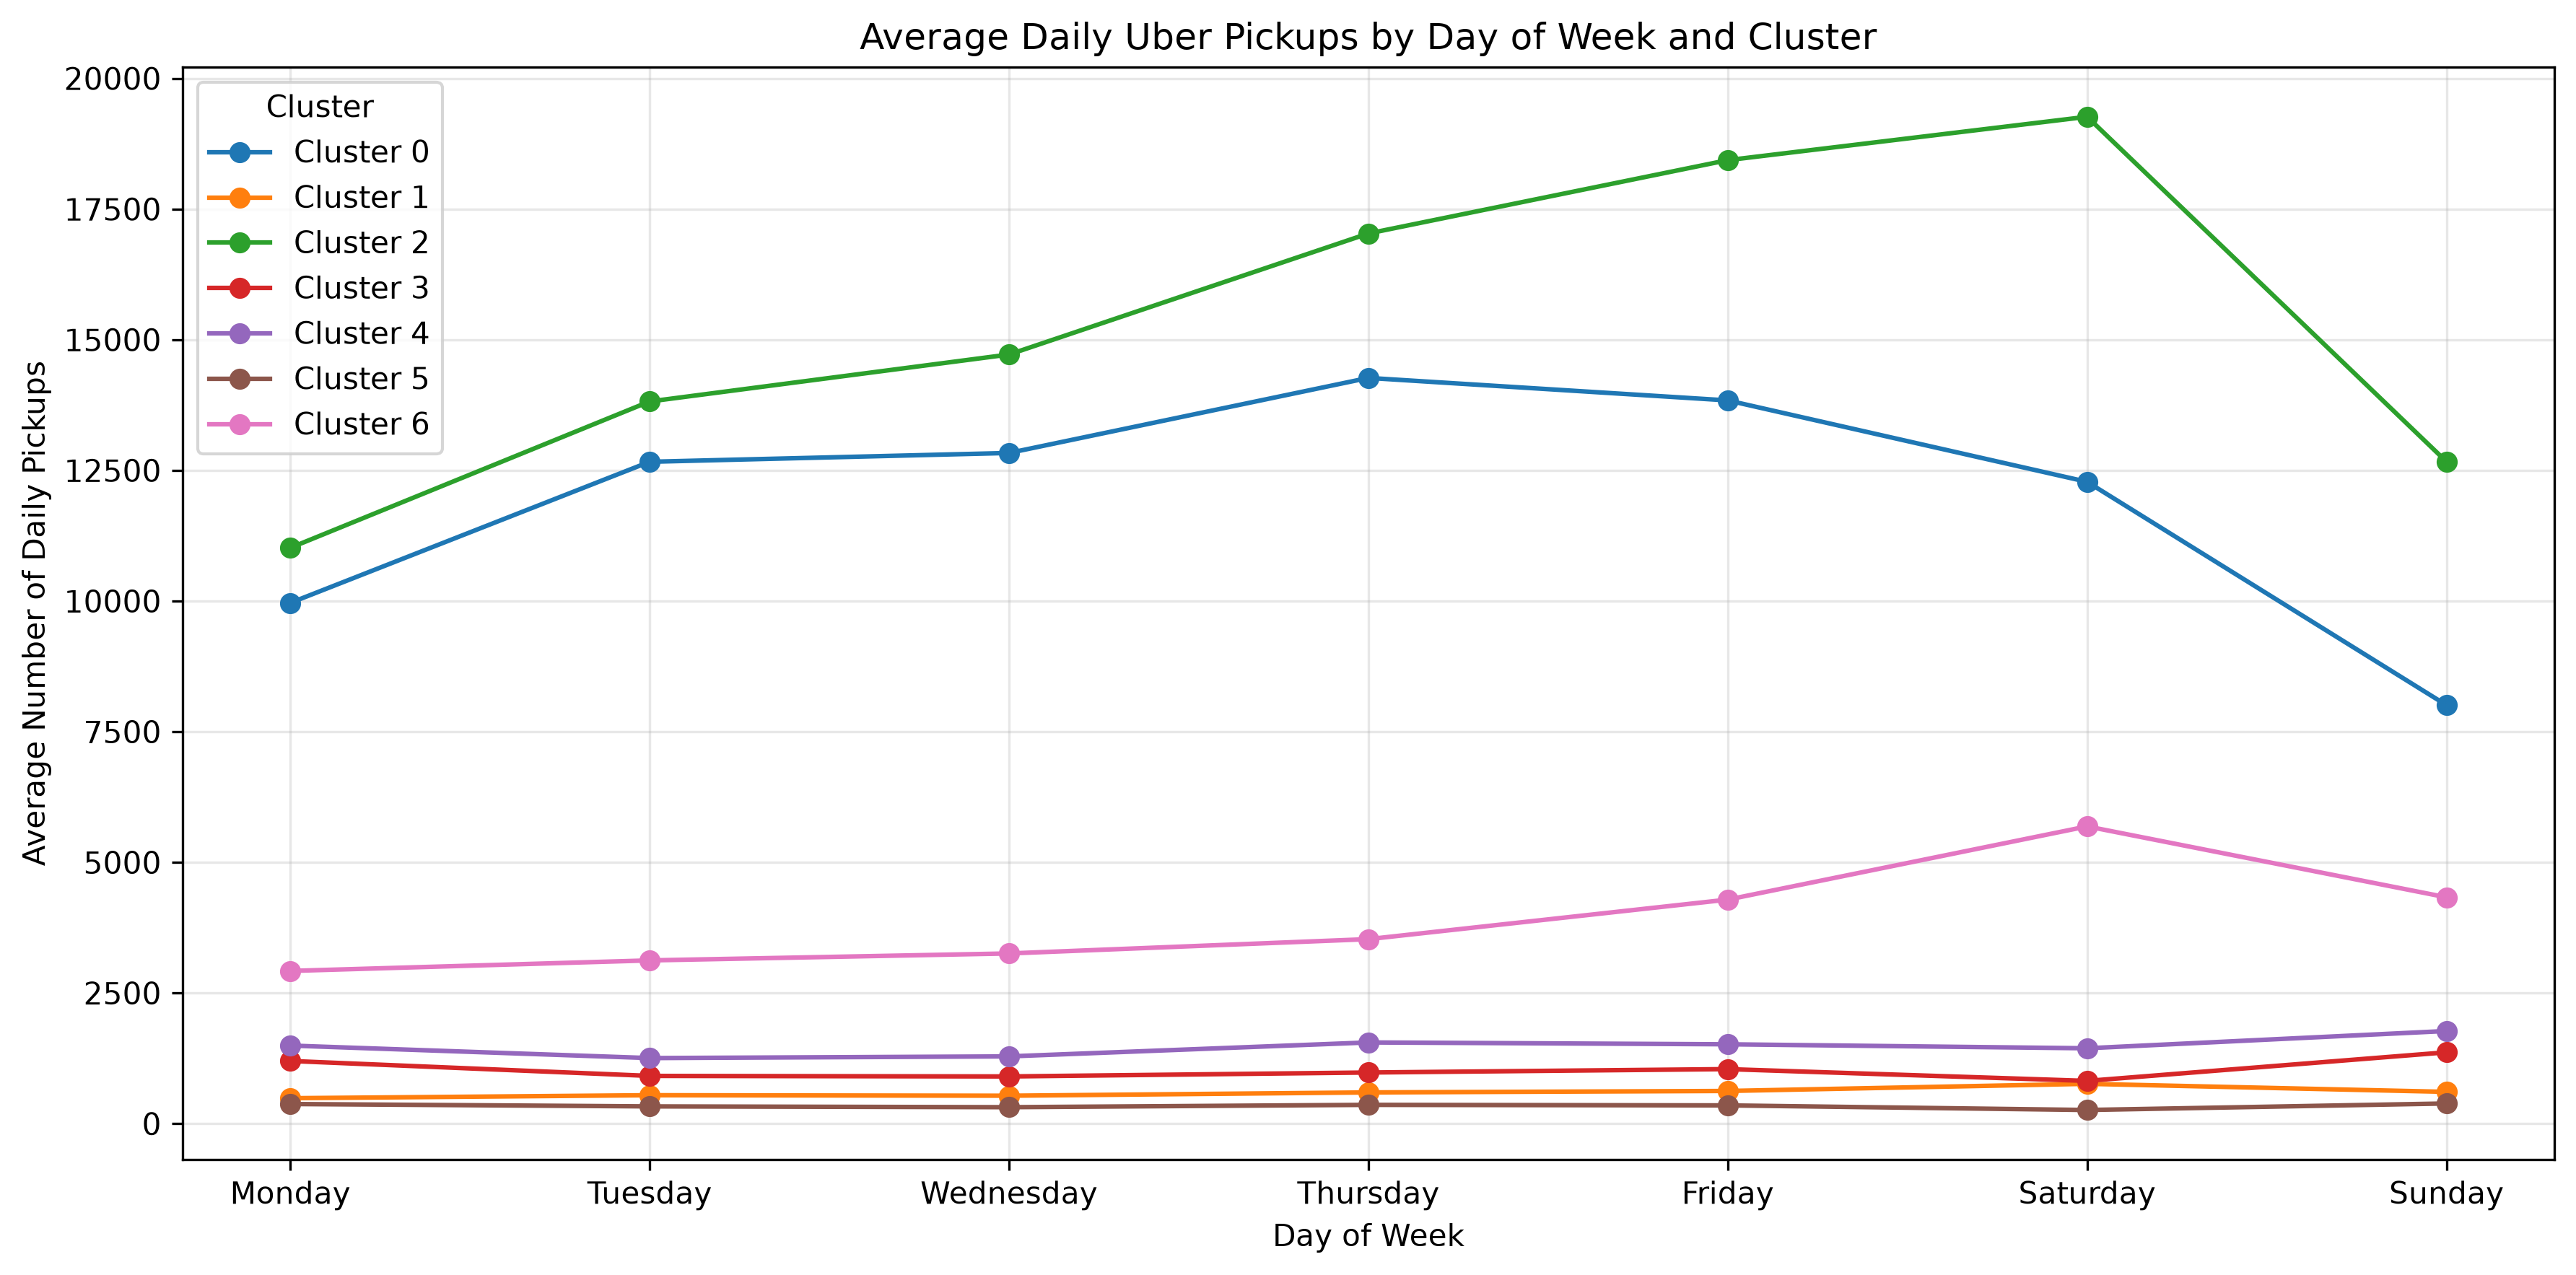 Average Daily Uber Pickups by Day of Week and Cluster
Average Number of Daily Pickups
20000
17500
15000
12500
10000
7500
5000
2500
0
Cluster
Cluster 0
Cluster 1
Cluster 2
Cluster 3
Cluster 4
Cluster 5
Cluster 6
Monday Tuesday Wednesday Thursday Friday Saturday Sunday
Day of Week